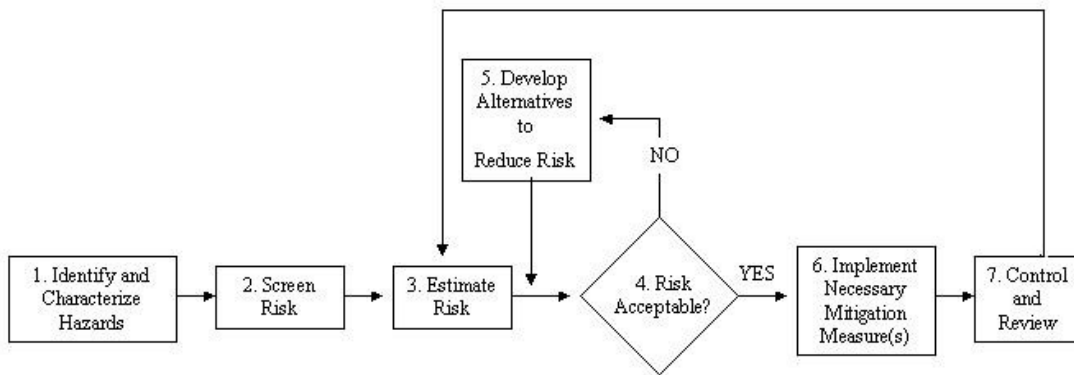 5. Develop
Alternatives
to
Reduce Risk
NO
1. Identify and
Characterize
Hazards
2. Screen
Risk
3. Estimate
Risk
4. Risk
Acceptable?
YES
6. Implement
Necessary
Mitigation
Measure(s)
7. Control
and
Review